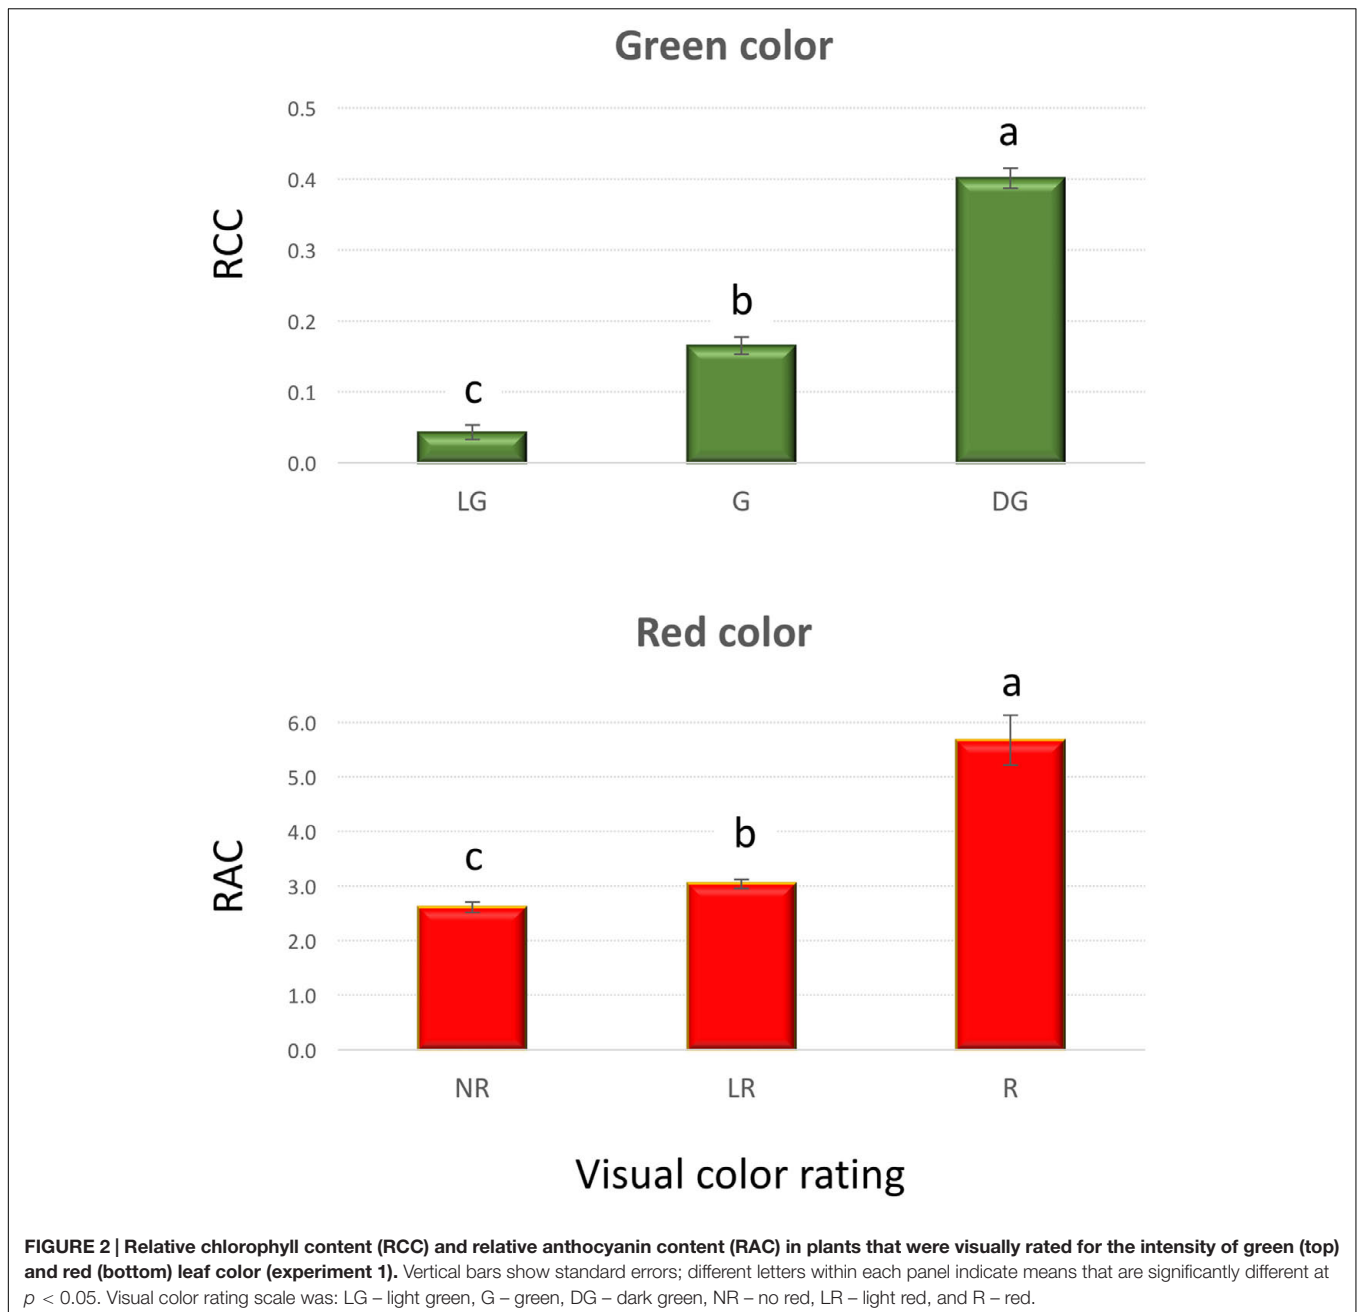 Green color
0.5
a
0.4
RCC
0.3
b
0.2
c
0.1
0.0
LG G DG
Red color
a
6.0
5.0
b
4.0
c
RAC
3.0
2.0
1.0
0.0
NR LR R
Visual color rating
FIGURE 2 | Relative chlorophyll content (RCC) and relative anthocyanin content (RAC) in plants that were visually rated for the intensity of green (top)
and red (bottom) leaf color (experiment 1). Vertical bars show standard errors; different letters within each panel indicate means that are significantly different at
p < 0.05. Visual color rating scale was: LG – light green, G – green, DG – dark green, NR – no red, LR – light red, and R – red.